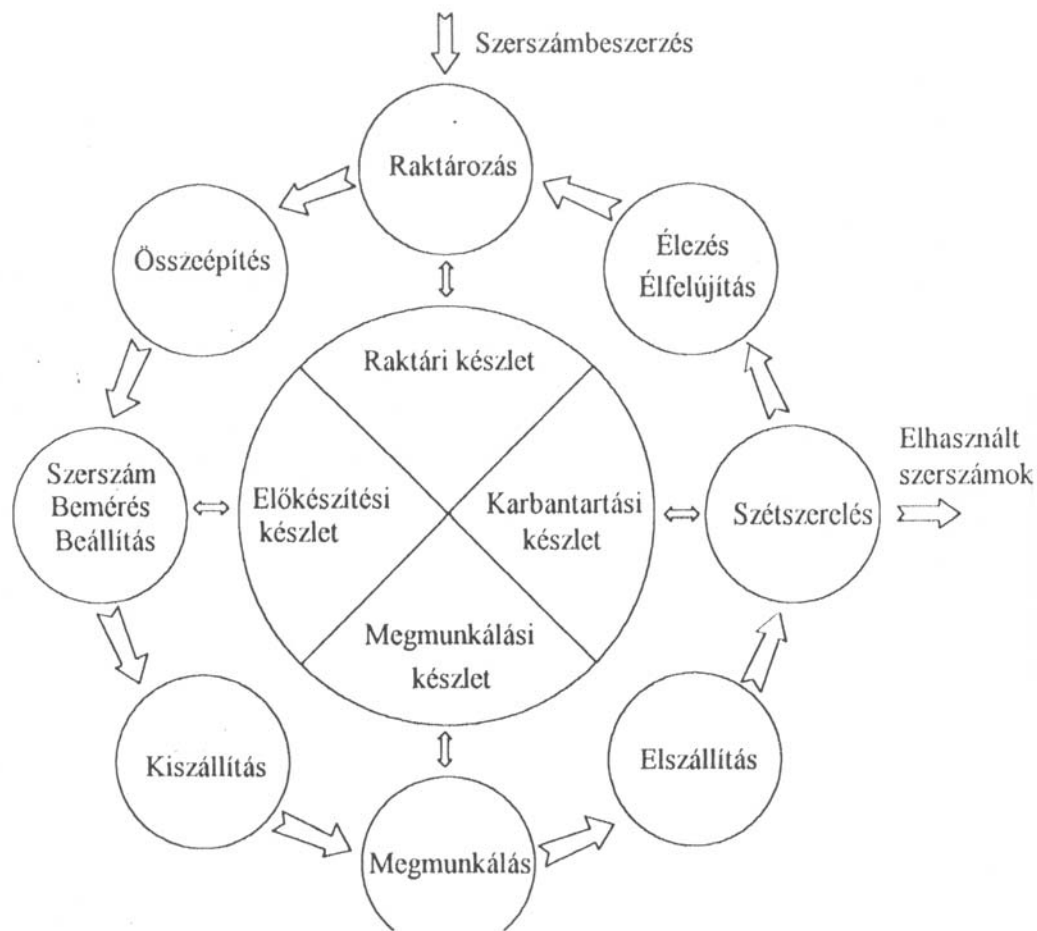 Szerszámbeszerzés
Raktározás
Összeépítés
Élezés
Élfelújítás
Raktári készlet
Elhasznált
szerszámok
Szerszám
Bemérés
Beállítás
Előkészítési
készlet
Karbantartási
készlet
Szétszerelés
Megmunkálási
készlet
Kiszállítás
Elszállítás
Megmunkálás